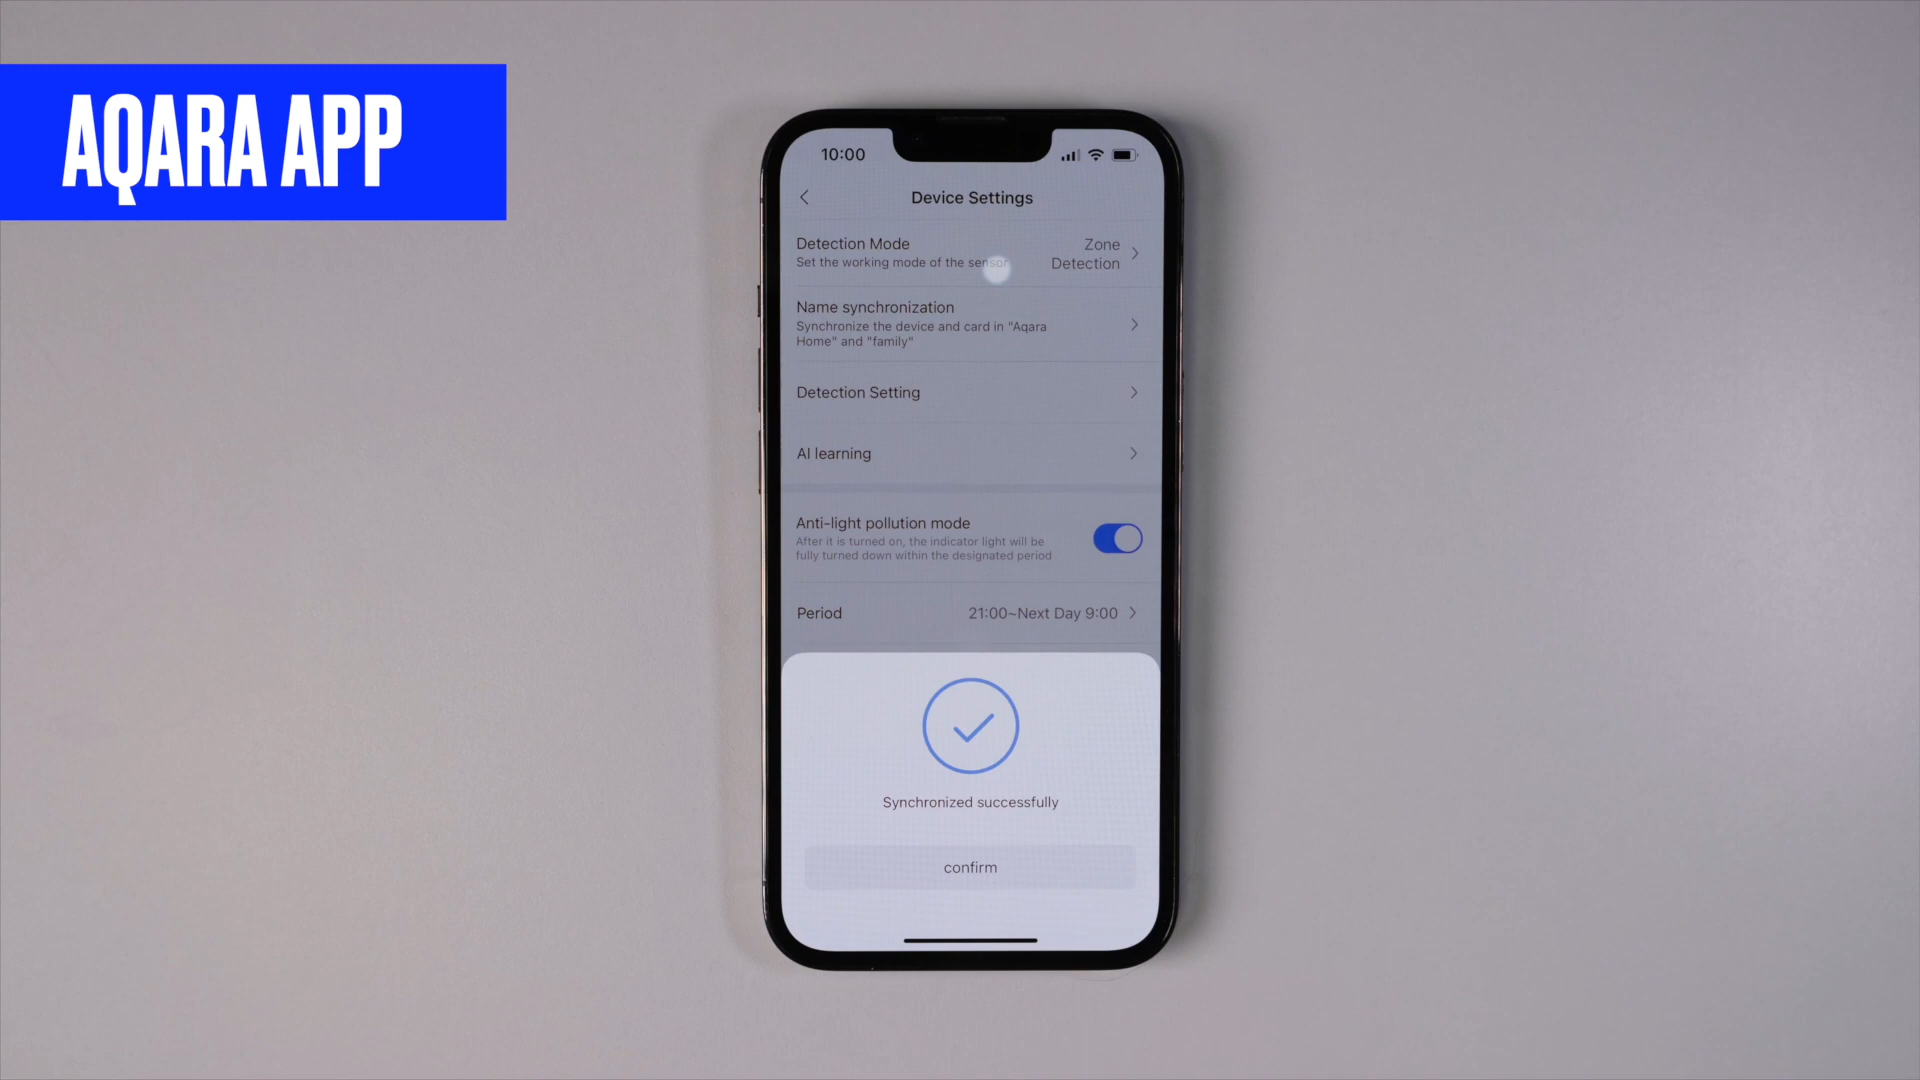 AQARA APP
10:00
Device Settings
Detection Mode
Set the working mode of the sensor
Zone
Detection
Name synchronization
Synchronize the device and card in "Aqara
Home" and "family"
Detection Setting
AI learning
Anti-light pollution mode
After it is turned on, the indicator light will be
fully turned down within the designated period
Period
21:00~Next Day 9:00
Synchronized successfully
confirm